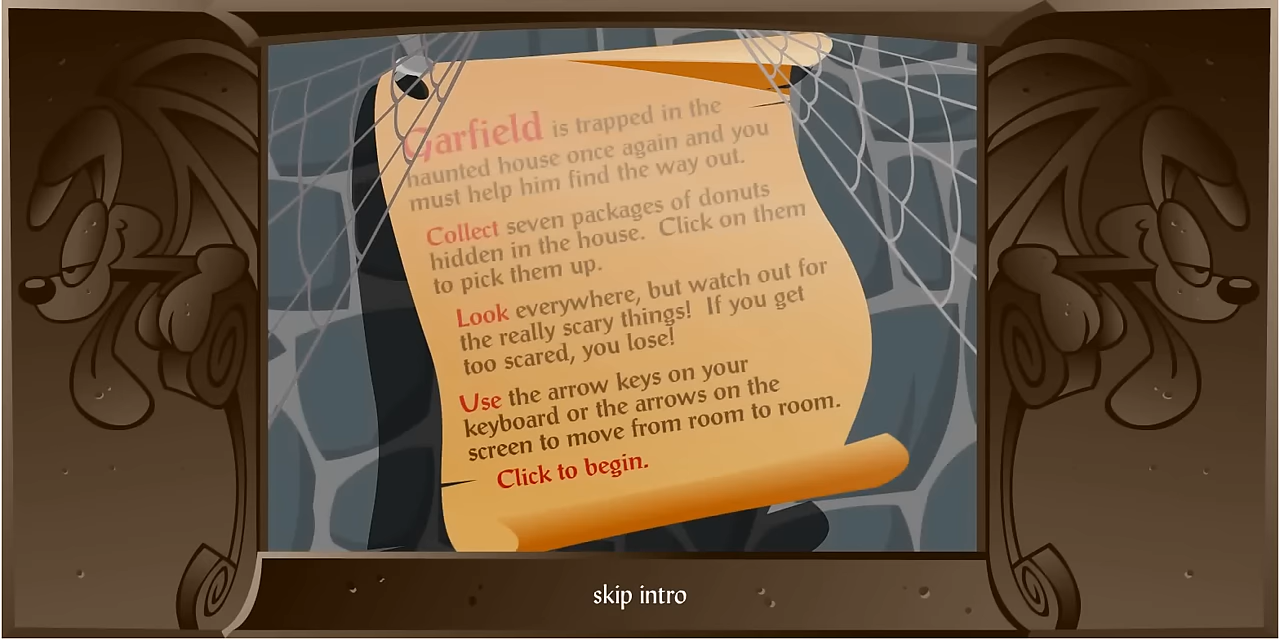 Garfield is trapped in the
haunted house once again and you
must help him find the way out.
Collect seven packages of donuts
hidden in the house. Click on them
to pick them up.
Look everywhere, but watch out for
the really scary things! If you get
too scared, you lose!
Use the arrow keys on your
keyboard or the arrows on the
screen to move from room to room.
Click to begin.
skip intro